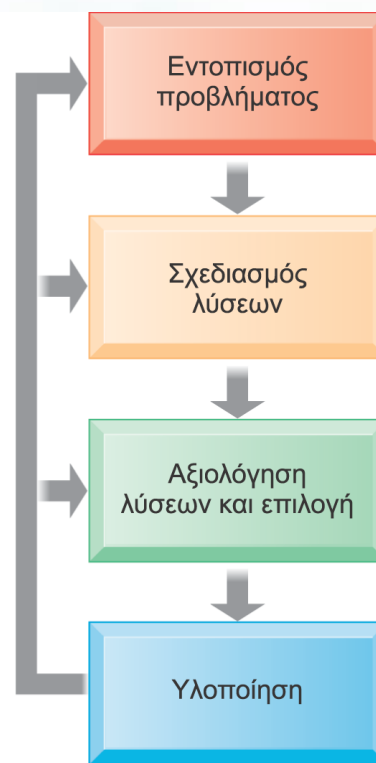 Εντοπισμός
προβλήματος
Σχεδιασμός
λύσεων
Αξιολόγηση
λύσεων και επιλογή
Υλοποίηση